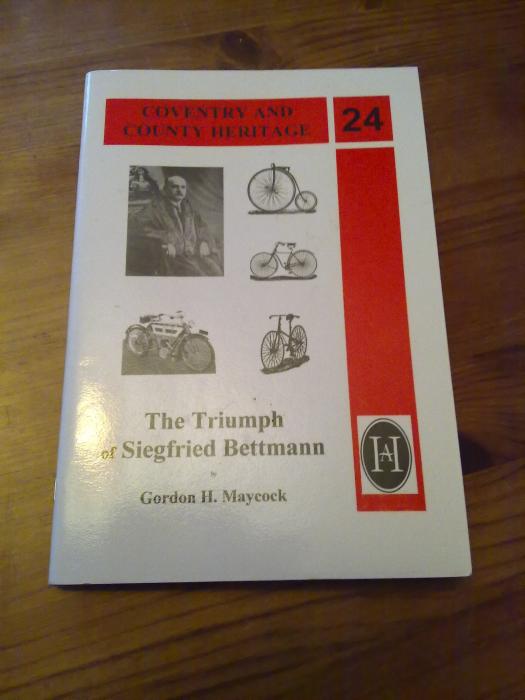 COVENTRY AND
COUNTY HERITAGE
24
The Triumph
of Siegfried Bettmann
by
Gordon H. Maycock
HA